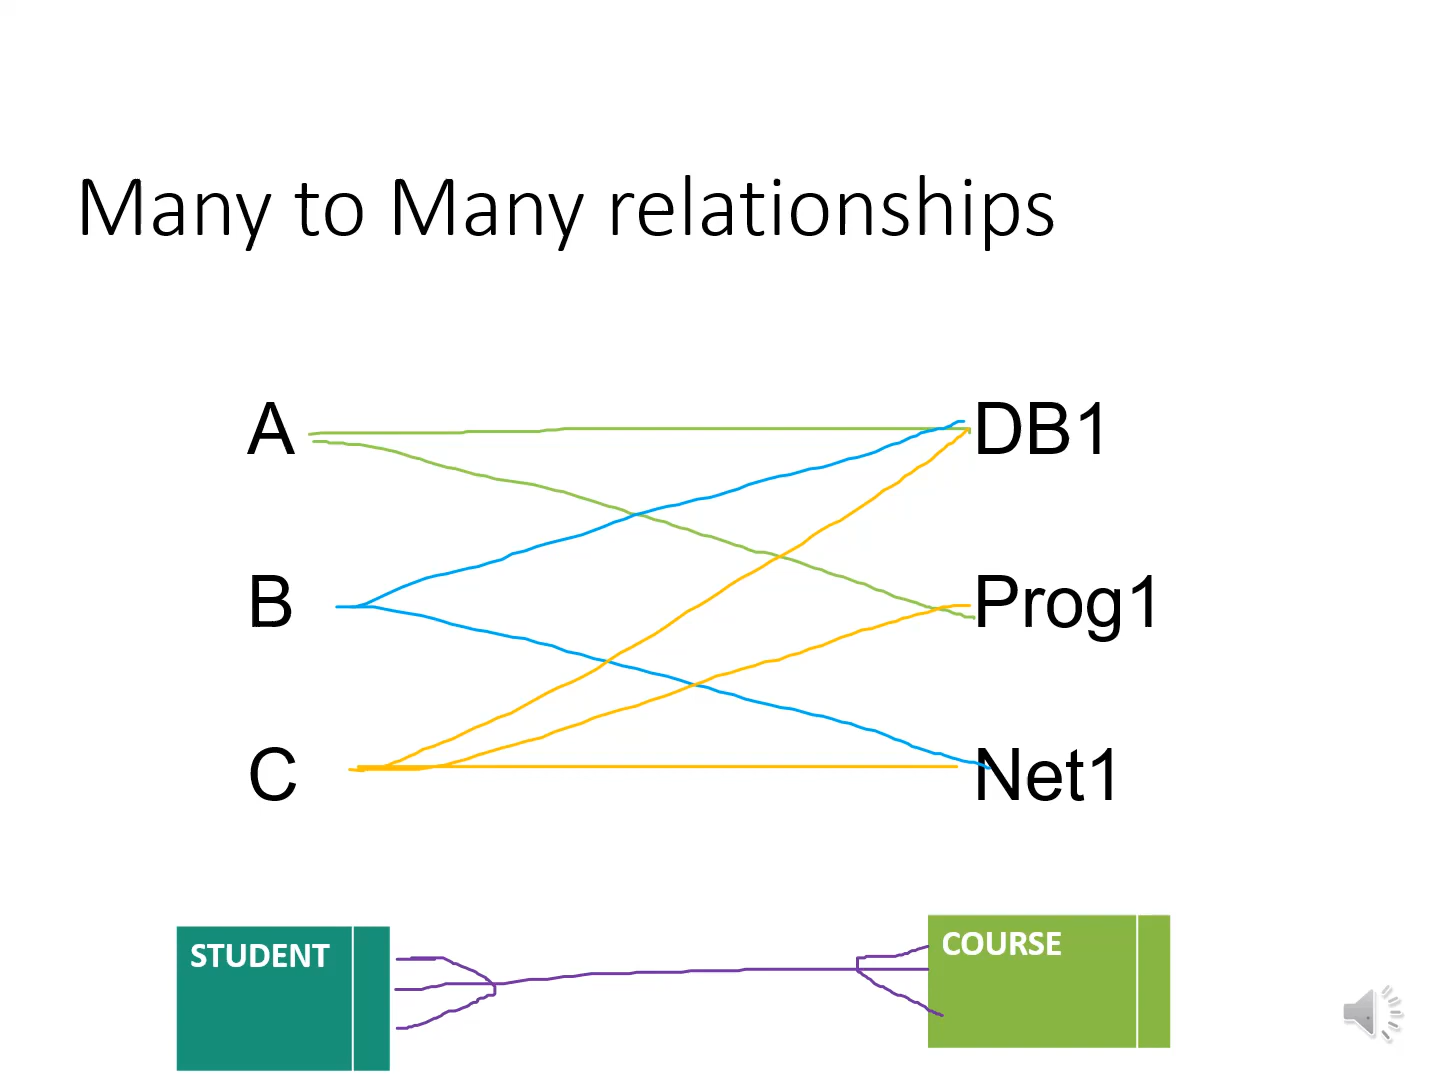 Many to Many relationships
A DB1
B Prog1
C Net1
STUDENT COURSE